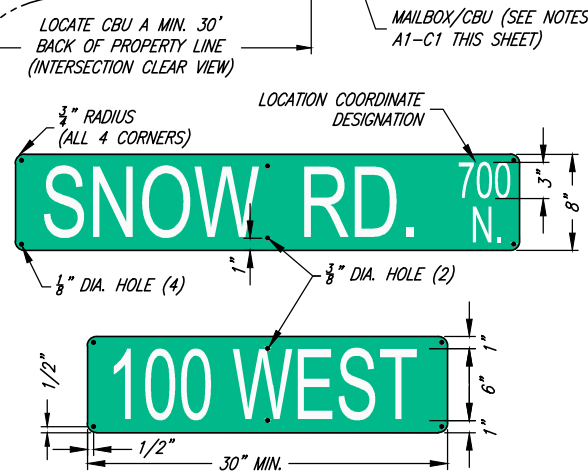 LOCATE CBU A MIN. 30'
BACK OF PROPERTY LINE
(INTERSECTION CLEAR VIEW)
MAILBOX/CBU (SEE NOTES
A1-C1 THIS SHEET)
3/4" RADIUS
(ALL 4 CORNERS)
LOCATION COORDINATE
DESIGNATION
SNOW RD.
700
N.
3"
8"
1"
1/8" DIA. HOLE (4)
3/8" DIA. HOLE (2)
100 WEST
1/2"
1/2"
30" MIN.
1"
6"
1"